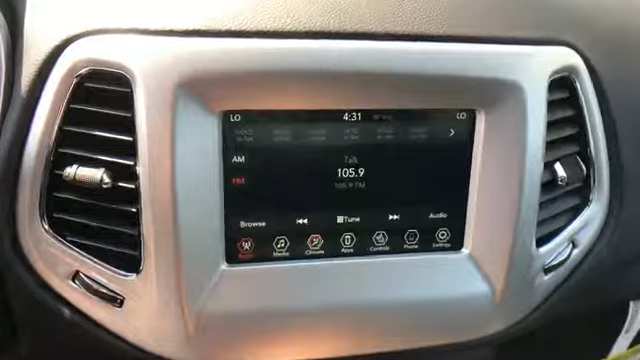 LO 4:31 LO
AM Talk
105.9
FM 105.9 FM
Browse Tune Audio
Radio Media Climate Apps Controls Phone Settings